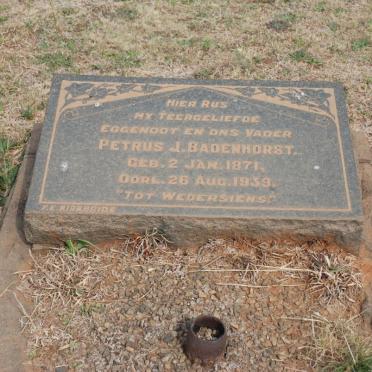 HIER RUS
MY TEERGELIEFDE
EGGENOOT EN ONS VADER
PETRUS J. BADENHORST.
GEB. 2 JAN. 1871,
OORL. 26 AUG. 1939.
"TOT WEDERSIENS."